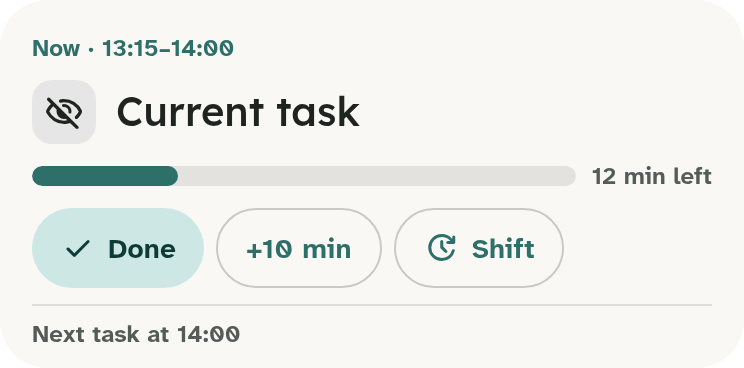 Now · 13:15–14:00
Current task
12 min left
Done
+10 min
Shift
Next task at 14:00